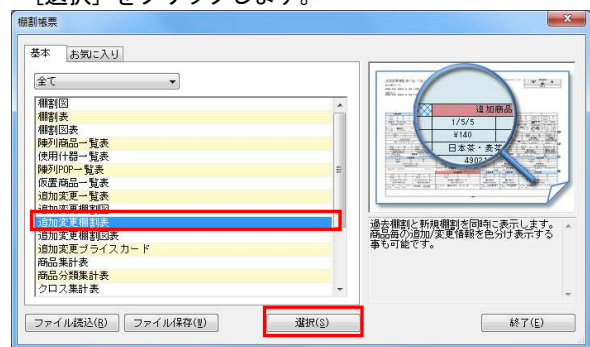 ［選択］をクリックします。
棚割帳票
基本
お気に入り
全て
棚割図
棚割表
棚割図表
陳列商品一覧表
使用什器一覧表
陳列POP一覧表
仮置商品一覧表
追加変更一覧表
追加変更棚割図
追加変更棚割表
追加変更棚割図表
追加変更プライスカード
商品集計表
商品分類集計表
クロス集計表
追加商品
1/5/5
¥140
日本茶・麦茶
49021
過去棚割と新規棚割を同時に表示します。
商品毎の追加/変更情報を色分け表示する
事も可能です。
ファイル読込(R)
ファイル保存(W)
選択(S)
終了(E)